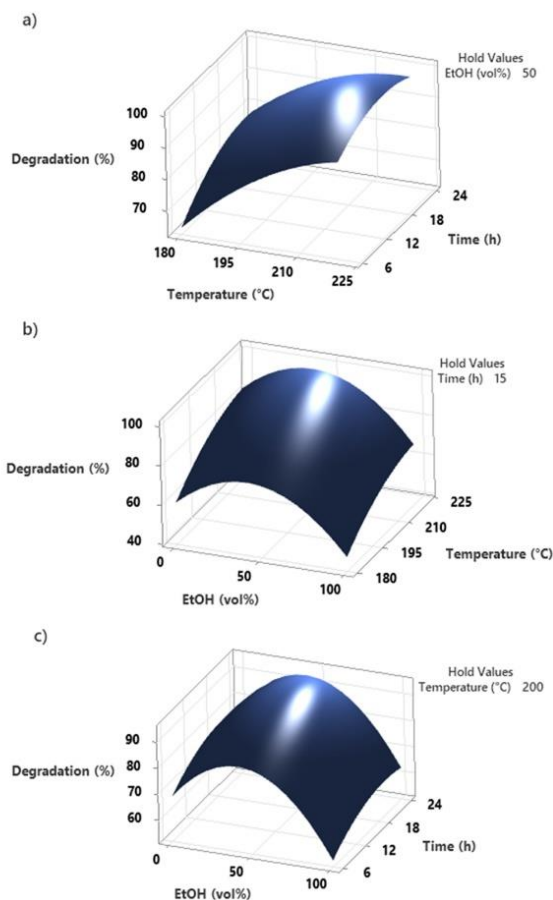 a)
Hold Values
EtOH (vol%) 50
100
Degradation (%)
90
80
70
24
18
12
6
Time (h)
180
195
210
225
Temperature (°C)
b)
Hold Values
Time (h) 15
100
Degradation (%)
80
60
40
225
210
195
180
Temperature (°C)
0
50
100
EtOH (vol%)
c)
Hold Values
Temperature (°C) 200
90
Degradation (%)
80
70
60
24
18
12
6
Time (h)
0
50
100
EtOH (vol%)